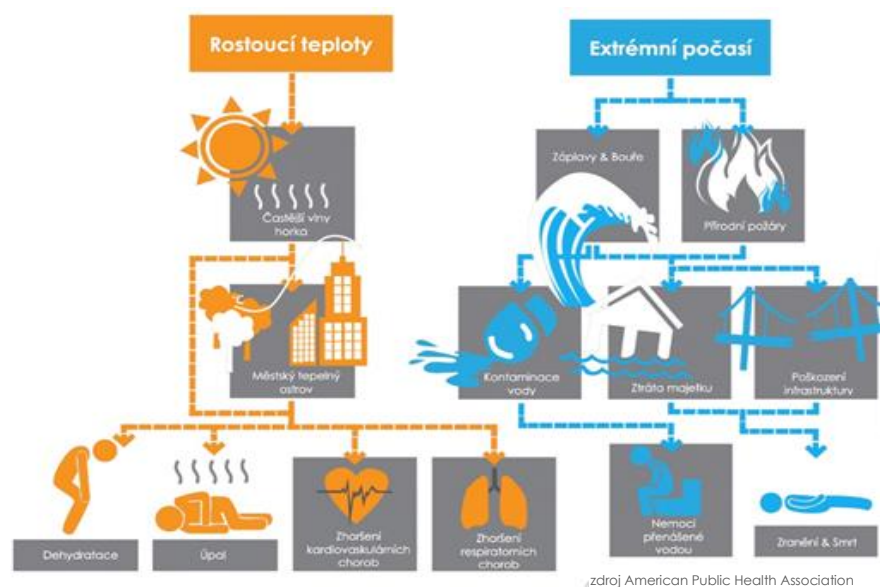 Rostoucí teploty
Extrémní počasí
Záplavy & Bouře
Přírodní požáry
Častější vlny
horka
°C
Městský tepelný
ostrov
Kontaminace
vody
Ztráta majetku
Poškození
infrastruktury
Dehydratace
Úpal
Zhoršení
kardiovaskulárních
chorob
Zhoršení
respiratorních
chorob
Nemoci
přenášené
vodou
Zranění & Smrt
zdroj American Public Health Association